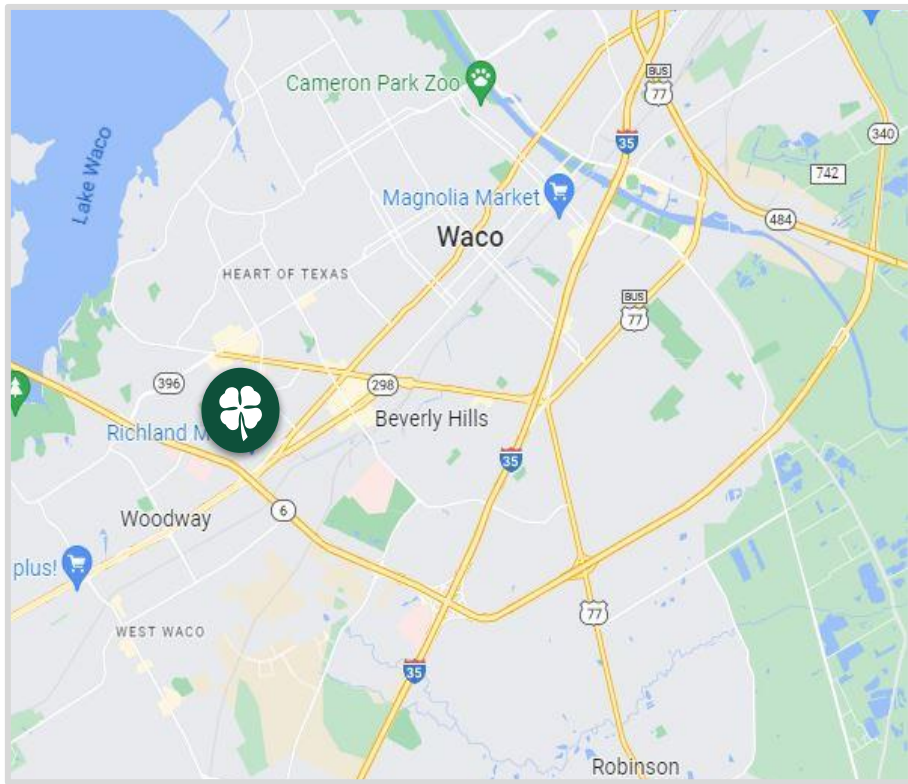 Cameron Park Zoo
BUS
77
35
340
742
Lake Waco
Magnolia Market
484
Waco
HEART OF TEXAS
BUS
77
396
298
Beverly Hills
Richland M
35
6
Woodway
plus!
77
WEST WACO
35
Robinson